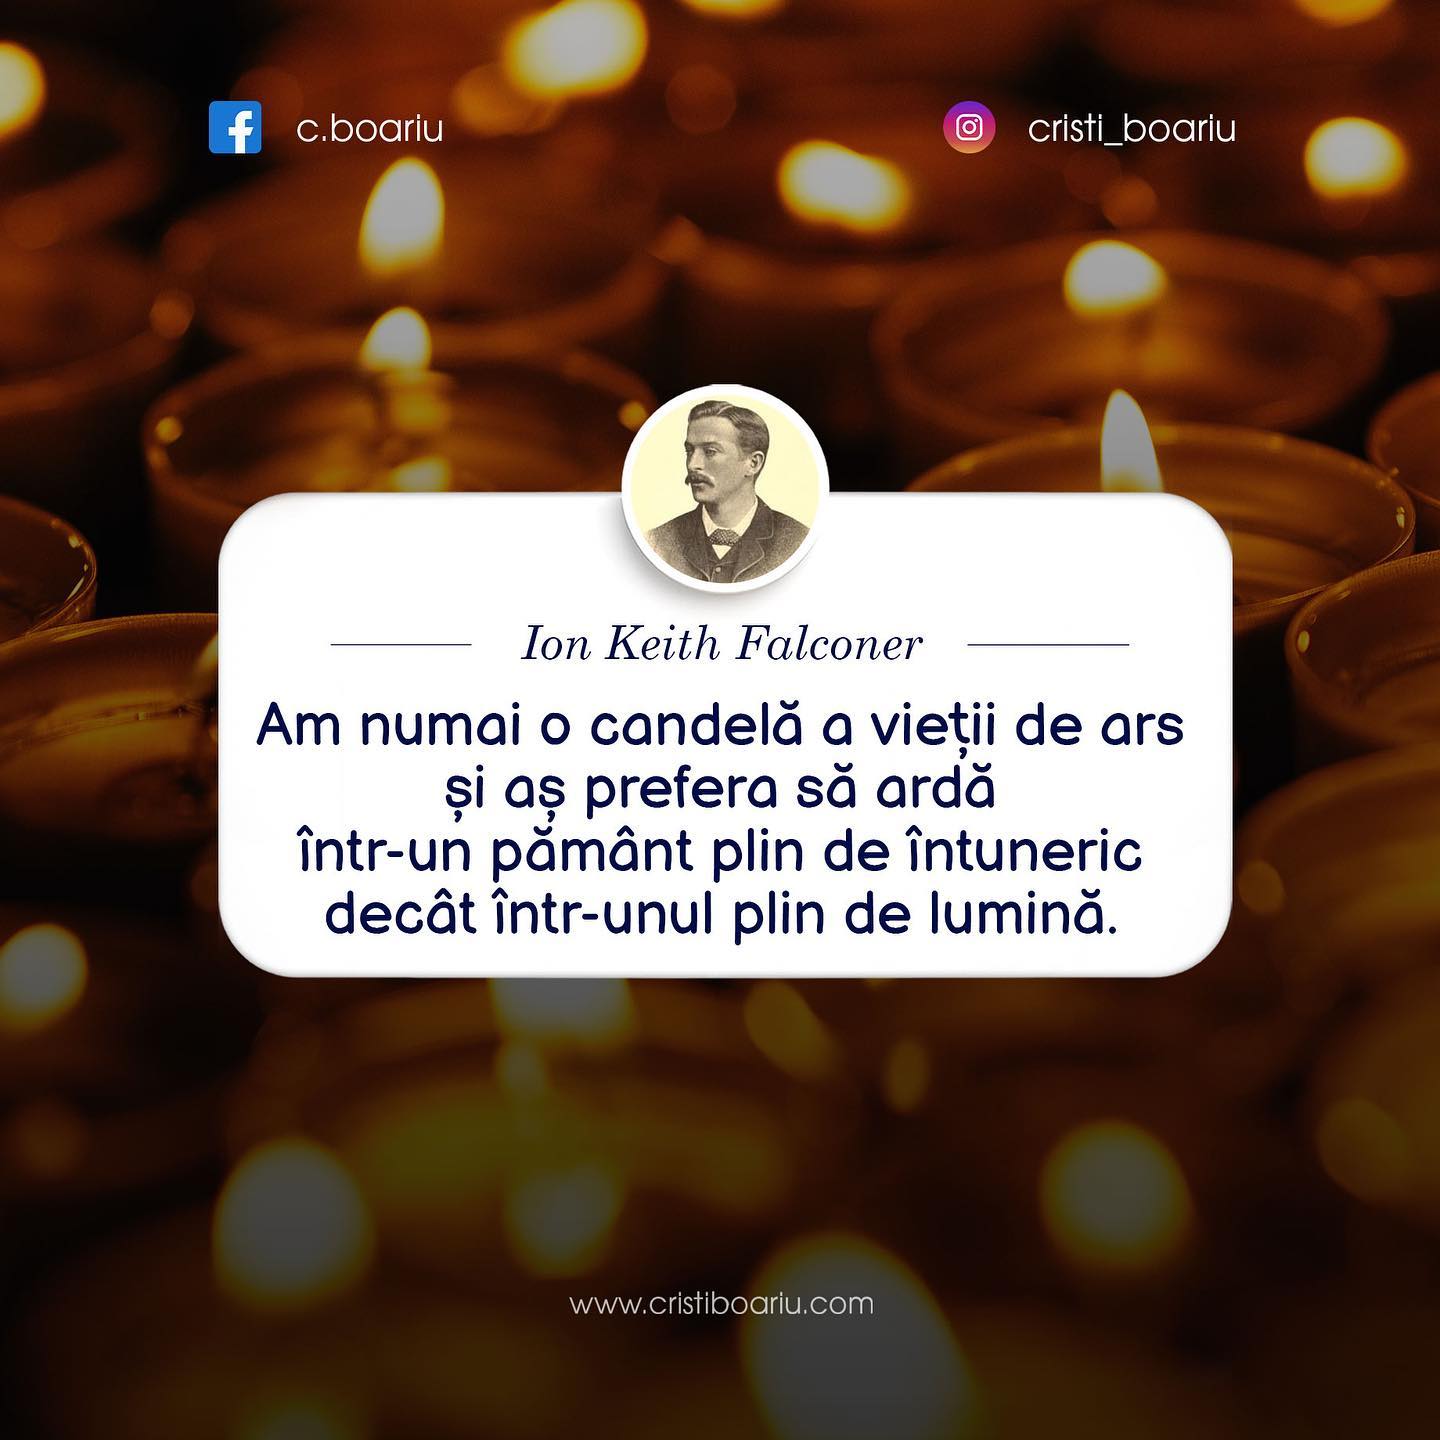 c.boariu
cristi_boariu
Ion Keith Falconer
Am numai o candelă a vieții de ars
și aș prefera să ardă
într-un pământ plin de întuneric
decât într-unul plin de lumină.
www.cristiboariu.com